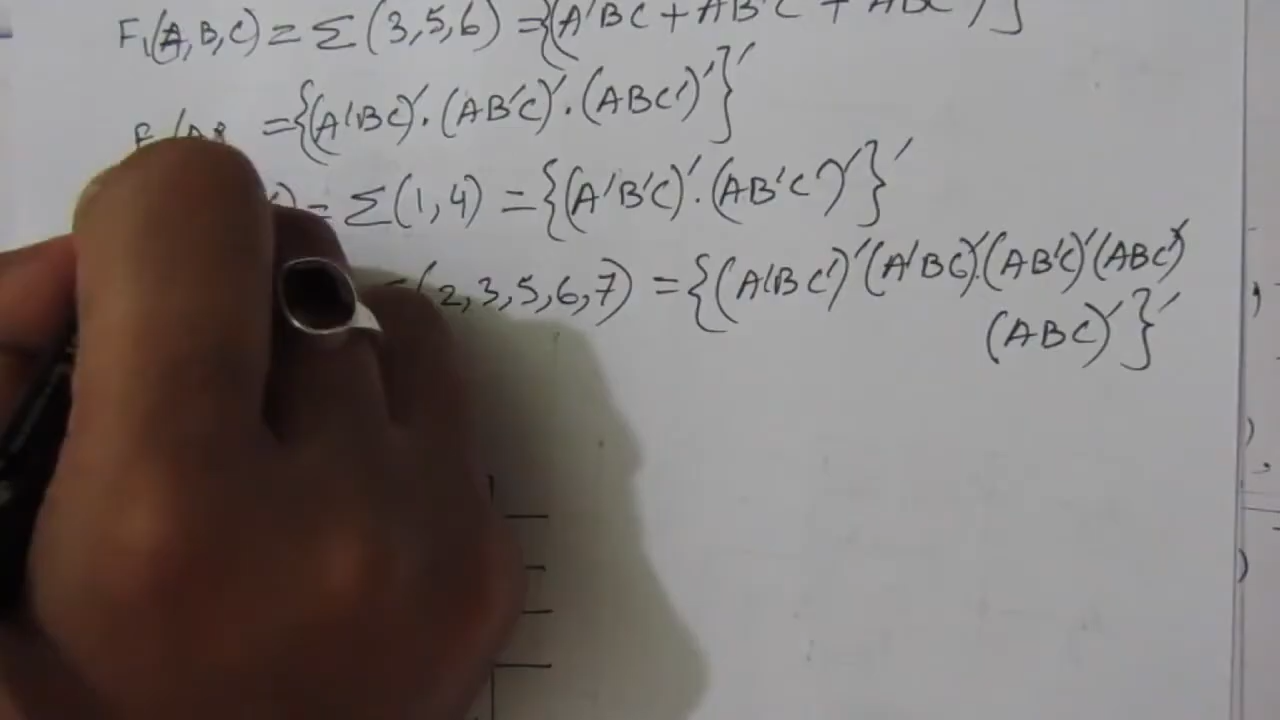 F₁(A,B,C) = Σ(3,5,6) = {(A'BC + AB'C + ABC')'}'
= {(A'BC)'.(AB'C)'.(ABC')'}'
= Σ(1,4) = {(A'B'C)'.(AB'C')'}'
(2,3,5,6,7) = {(A'BC')'(A'BC)'.(AB'C)'(ABC')'
(ABC)'}'